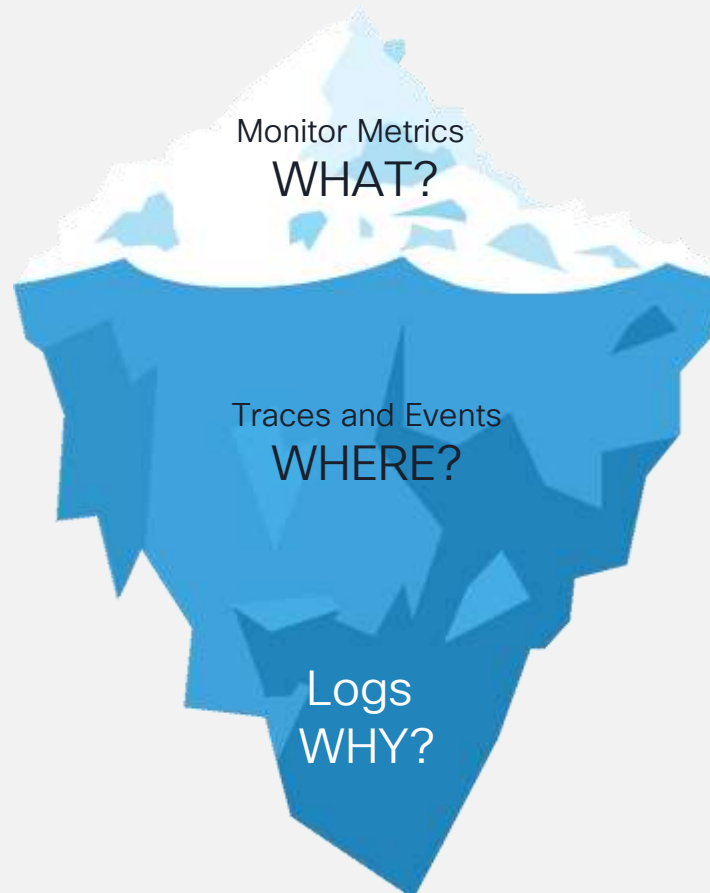 Monitor Metrics
WHAT?
Traces and Events
WHERE?
Logs
WHY?